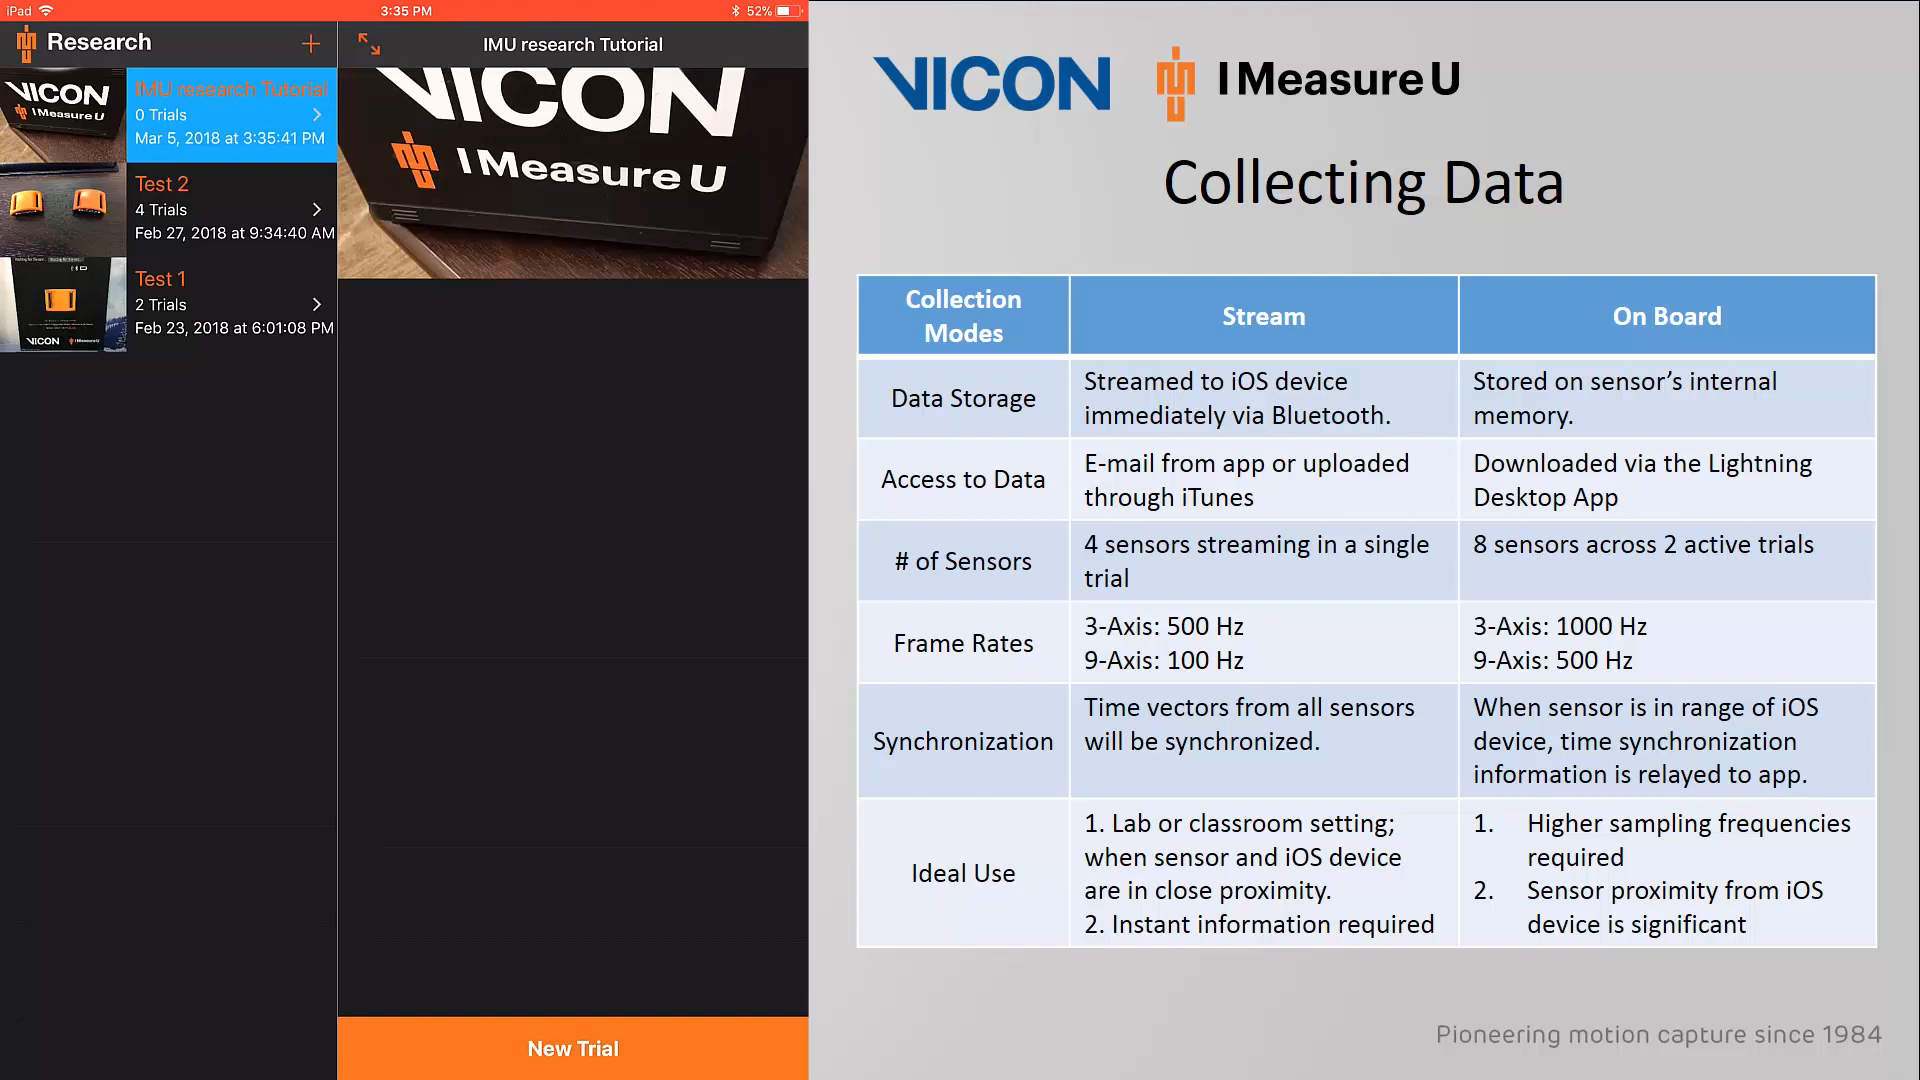 iPad
3:35 PM
52%
Research
+
IMU research Tutorial
VICON
I Measure U
IMU research Tutorial
0 Trials
Mar 5, 2018 at 3:35:41 PM
Test 2
4 Trials
Feb 27, 2018 at 9:34:40 AM
Test 1
2 Trials
Feb 23, 2018 at 6:01:08 PM
VICON
I Measure U
VICON
I Measure U
New Trial
VICON
I Measure U
Collecting Data
Collection
Modes
Stream
On Board
Data Storage
Streamed to iOS device
immediately via Bluetooth.
Stored on sensor’s internal
memory.
Access to Data
E-mail from app or uploaded
through iTunes
Downloaded via the Lightning
Desktop App
# of Sensors
4 sensors streaming in a single
trial
8 sensors across 2 active trials
Frame Rates
3-Axis: 500 Hz
9-Axis: 100 Hz
3-Axis: 1000 Hz
9-Axis: 500 Hz
Synchronization
Time vectors from all sensors
will be synchronized.
When sensor is in range of iOS
device, time synchronization
information is relayed to app.
Ideal Use
1. Lab or classroom setting;
when sensor and iOS device
are in close proximity.
2. Instant information required
1. Higher sampling frequencies
required
2. Sensor proximity from iOS
device is significant
Pioneering motion capture since 1984